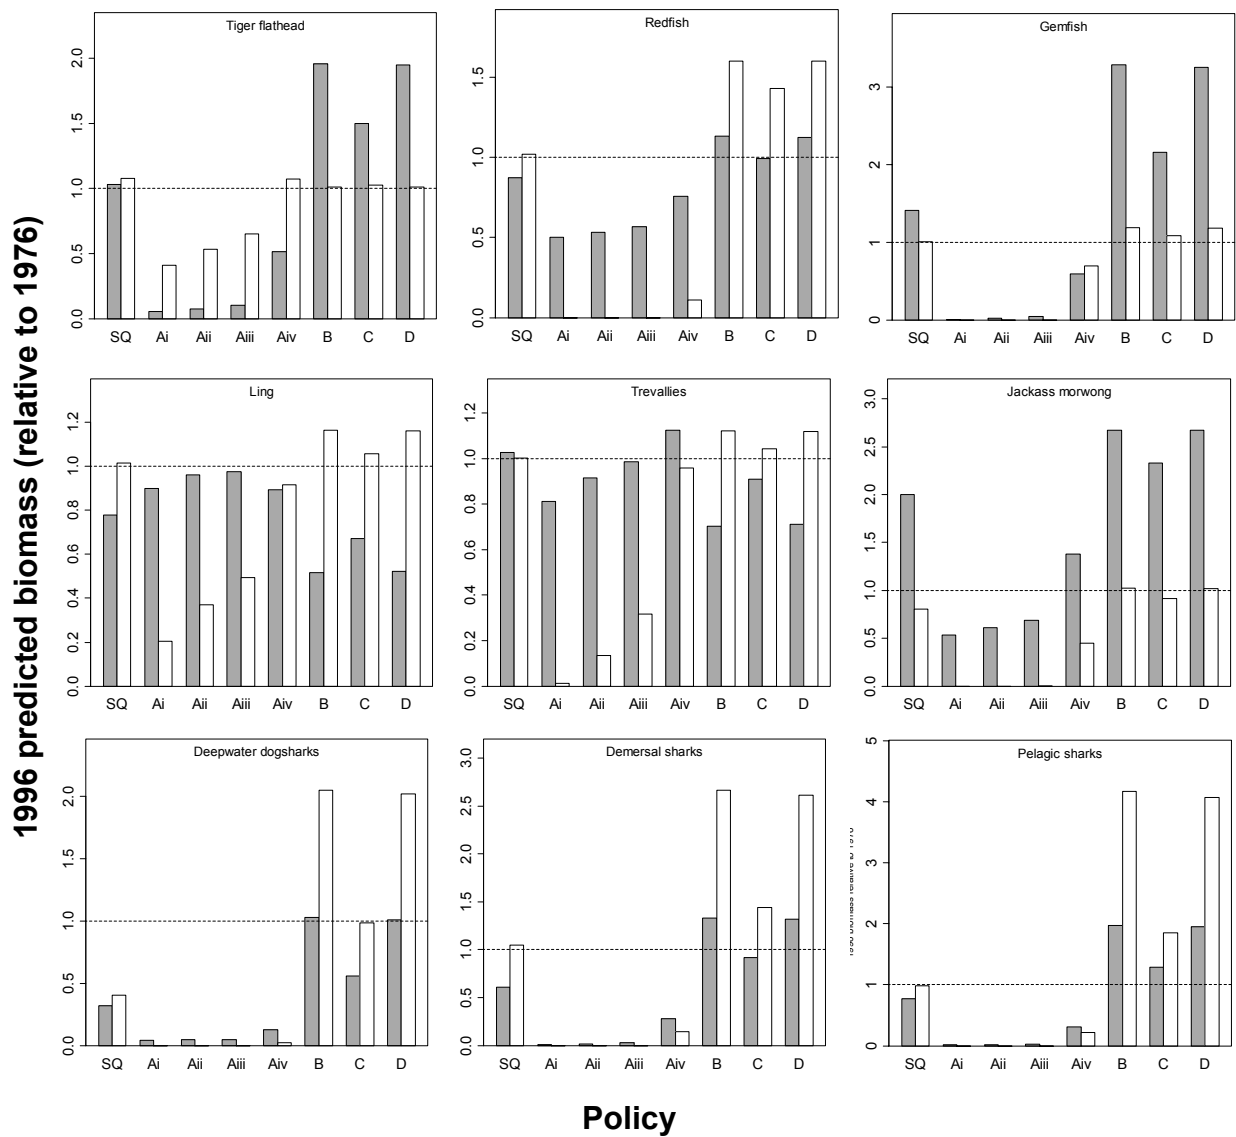 1996 predicted biomass (relative to 1976)
Tiger flathead
2.0
1.5
1.0
0.5
0.0
SQ Ai Aii Aiii Aiv B C D
Redfish
1.5
1.0
0.5
0.0
SQ Ai Aii Aiii Aiv B C D
Gemfish
3
2
1
0
SQ Ai Aii Aiii Aiv B C D
Ling
1.2
1.0
0.8
0.6
0.4
0.2
0.0
SQ Ai Aii Aiii Aiv B C D
Trevallies
1.2
1.0
0.8
0.6
0.4
0.2
0.0
SQ Ai Aii Aiii Aiv B C D
Jackass morwong
3.0
2.5
2.0
1.5
1.0
0.5
0.0
SQ Ai Aii Aiii Aiv B C D
Deepwater dogsharks
2.0
1.5
1.0
0.5
0.0
SQ Ai Aii Aiii Aiv B C D
Demersal sharks
3.0
2.5
2.0
1.5
1.0
0.5
0.0
SQ Ai Aii Aiii Aiv B C D
Pelagic sharks
5
4
3
2
1
0
biomass relative
SQ Ai Aii Aiii Aiv B C D
Policy